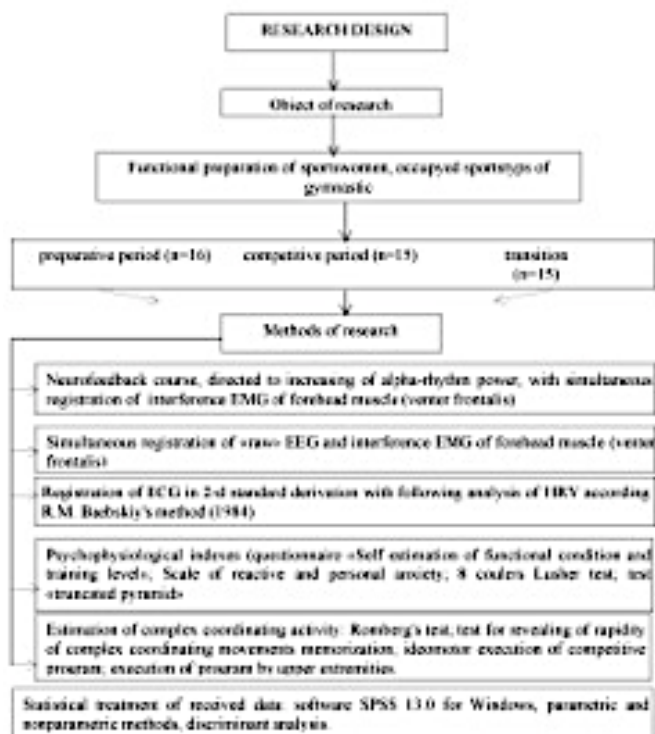 RESEARCH DESIGN
Object of research
Functional preparation of sportswomen, occupyed sportstyps of
gymnastic
preparative period (n=16) competitive period (n=15) transition
(n=15)
Methods of research
Neurofeedback course, directed to increasing of alpha-rhythm power, with simultaneous
registration of interference EMG of forehead muscle (venter frontalis)
Simultaneous registration of «raw» EEG and interference EMG of forehead muscle (venter
frontalis)
Registration of ECG in 2-d standard derivation with following analysis of HRV according
R.M. Baebskiy's method (1984)
Psychophysiological indexes (questionnaire «Self estimation of functional condition and
training level», Scale of reactive and personal anxiety, 8 coulers Lusher test, test
«truncated pyramid»
Estimation of complex coordinating activity: Romberg's test, test for revealing of rapidity
of complex coordinating movements memorization, ideomotor execution of competitive
program, execution of program by upper extremities.
Statistical treatment of received data: software SPSS 13.0 for Windows, parametric and
nonparametric methods, discriminant analysis.